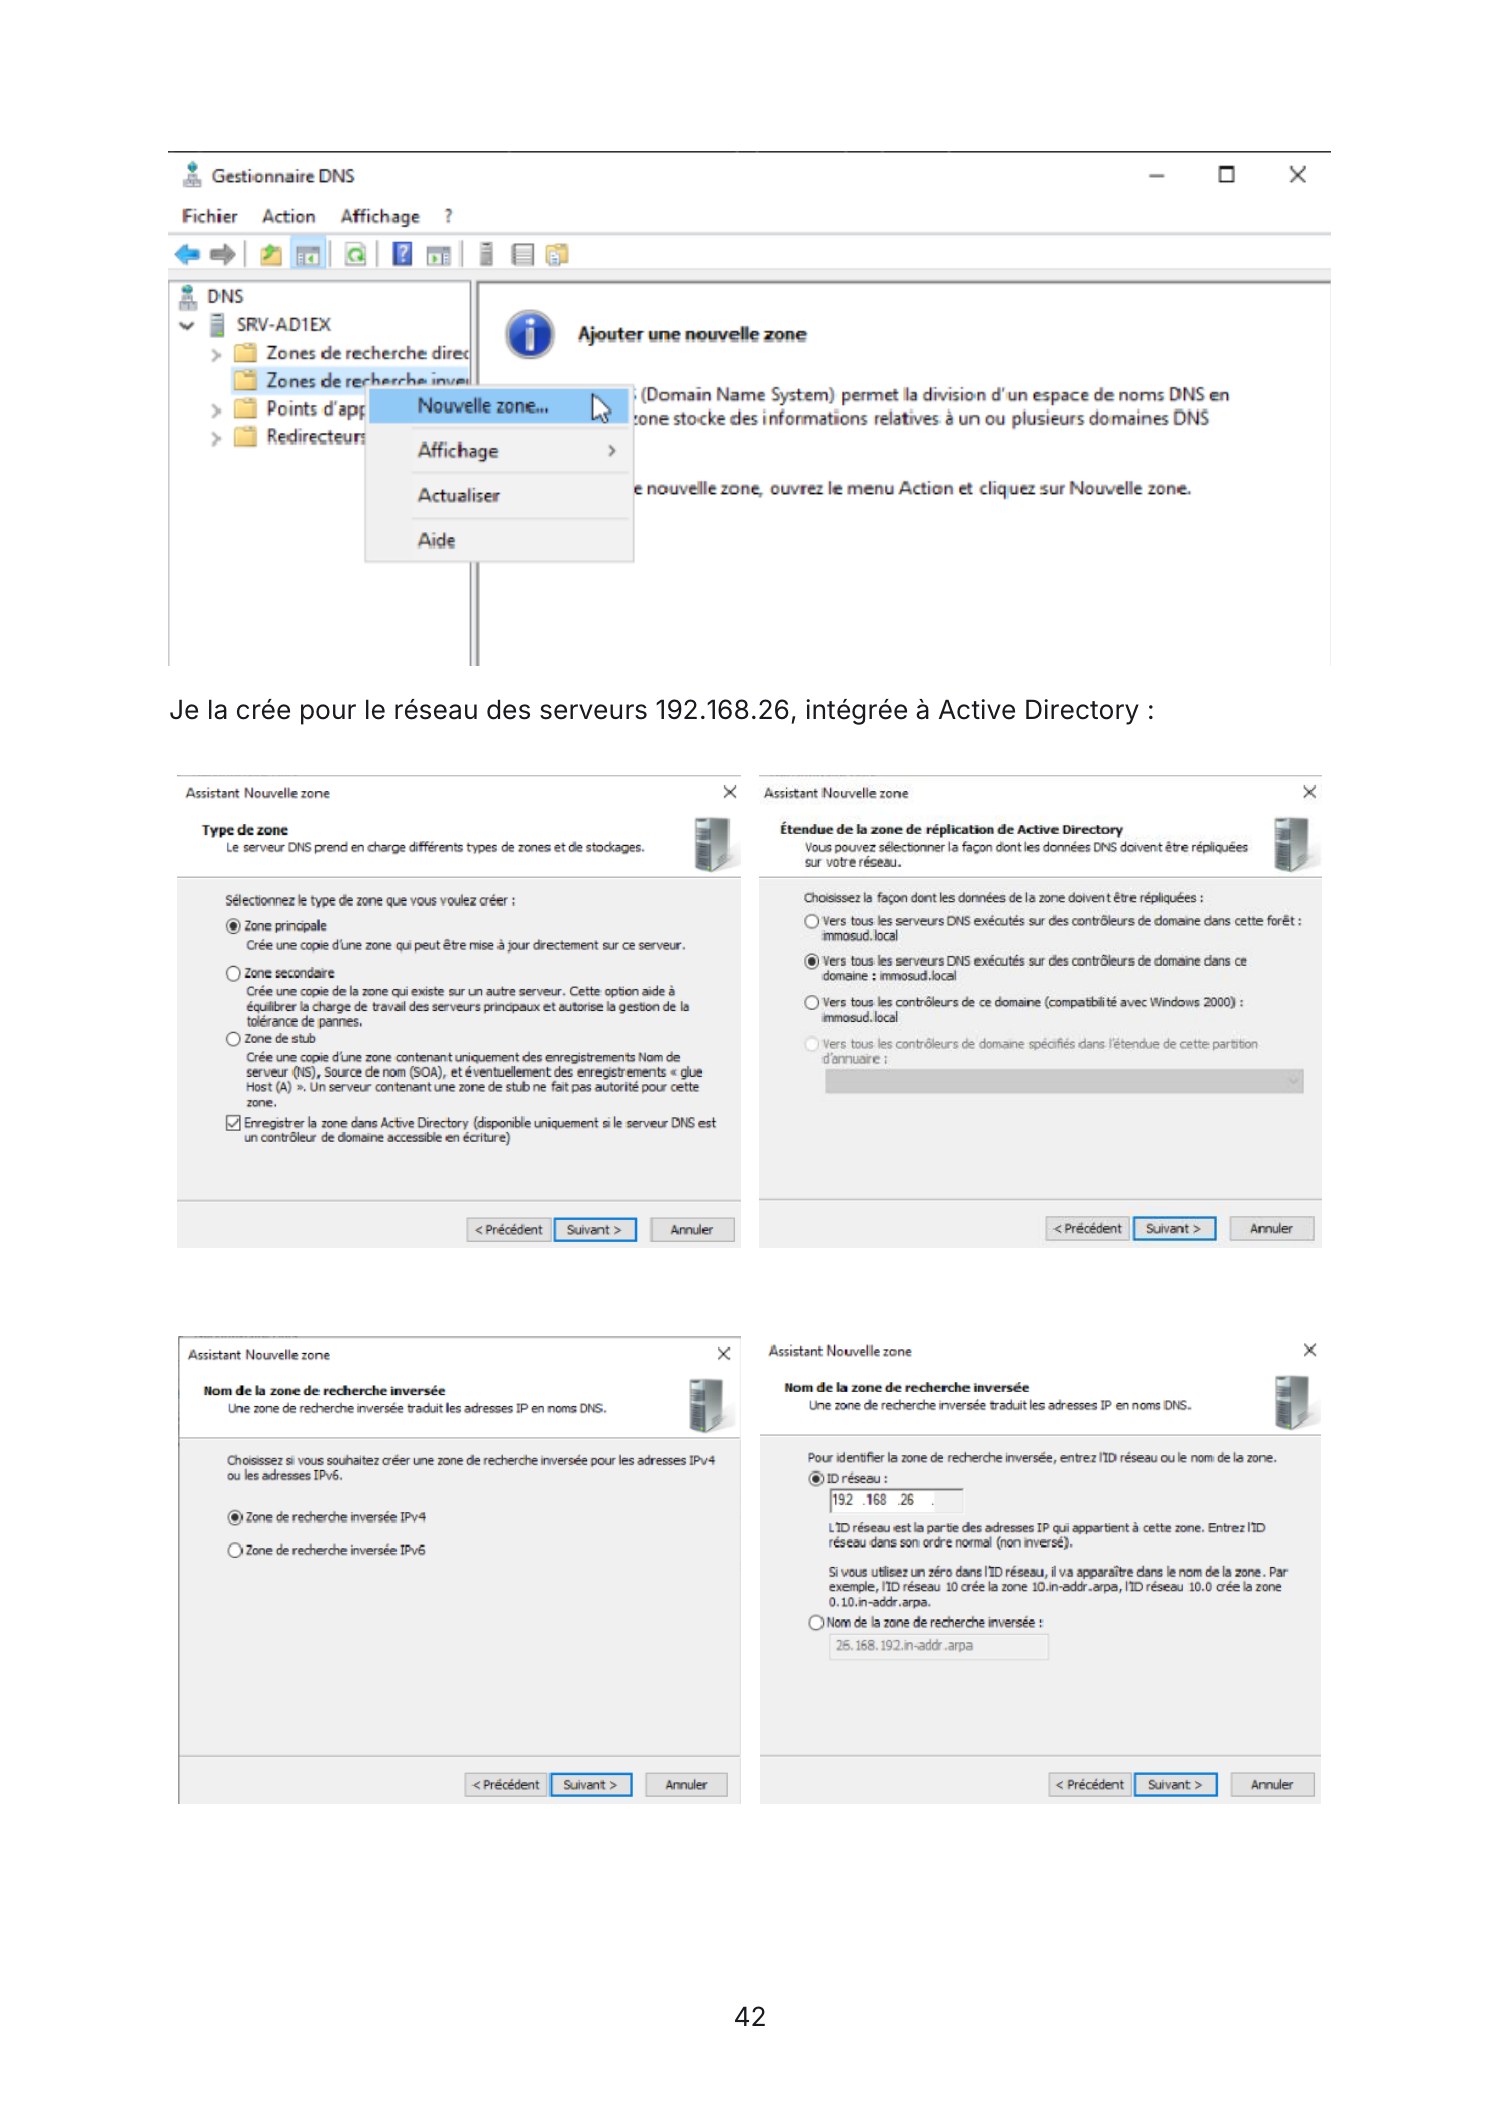 Gestionnaire DNS
Fichier Action Affichage ?
DNS
SRV-AD1EX
Zones de recherche direc
Zones de recherche inver
Points d'app
Redirecteurs
Nouvelle zone...
Affichage
Actualiser
Aide
Ajouter une nouvelle zone
(Domain Name System) permet la division d'un espace de noms DNS en
zone stocke des informations relatives à un ou plusieurs domaines DNS
e nouvelle zone, ouvrez le menu Action et cliquez sur Nouvelle zone.
Je la crée pour le réseau des serveurs 192.168.26, intégrée à Active Directory :
Assistant Nouvelle zone
Type de zone
Le serveur DNS prend en charge différents types de zones et de stockages.
Sélectionnez le type de zone que vous voulez créer :
Zone principale
Crée une copie d'une zone qui peut être mise à jour directement sur ce serveur.
Zone secondaire
Crée une copie de la zone qui existe sur un autre serveur. Cette option aide à
équilibrer la charge de travail des serveurs principaux et autorise la gestion de la
tolérance de pannes.
Zone de stub
Crée une copie d'une zone contenant uniquement des enregistrements Nom de
serveur (NS), Source de nom (SOA), et éventuellement des enregistrements « glue
Host (A) ». Un serveur contenant une zone de stub ne fait pas autorité pour cette
zone.
Enregistrer la zone dans Active Directory (disponible uniquement si le serveur DNS est
un contrôleur de domaine accessible en écriture)
< Précédent Suivant > Annuler
Assistant Nouvelle zone
Étendue de la zone de réplication de Active Directory
Vous pouvez sélectionner la façon dont les données DNS doivent être répliquées
sur votre réseau.
Choisissez la façon dont les données de la zone doivent être répliquées :
Vers tous les serveurs DNS exécutés sur des contrôleurs de domaine dans cette forêt :
immosud.local
Vers tous les serveurs DNS exécutés sur des contrôleurs de domaine dans ce
domaine : immosud.local
Vers tous les contrôleurs de ce domaine (compatibilité avec Windows 2000) :
immosud.local
Vers tous les contrôleurs de domaine spécifiés dans l'étendue de cette partition
d'annuaire :
< Précédent Suivant > Annuler
Assistant Nouvelle zone
Nom de la zone de recherche inversée
Une zone de recherche inversée traduit les adresses IP en noms DNS.
Choisissez si vous souhaitez créer une zone de recherche inversée pour les adresses IPv4
ou les adresses IPv6.
Zone de recherche inversée IPv4
Zone de recherche inversée IPv6
< Précédent Suivant > Annuler
Assistant Nouvelle zone
Nom de la zone de recherche inversée
Une zone de recherche inversée traduit les adresses IP en noms DNS.
Pour identifier la zone de recherche inversée, entrez l'ID réseau ou le nom de la zone.
ID réseau :
192 .168 .26 .
L'ID réseau est la partie des adresses IP qui appartient à cette zone. Entrez l'ID
réseau dans son ordre normal (non inversé).
Si vous utilisez un zéro dans l'ID réseau, il va apparaître dans le nom de la zone. Par
exemple, l'ID réseau 10 crée la zone 10.in-addr.arpa, l'ID réseau 10.0 crée la zone
0.10.in-addr.arpa.
Nom de la zone de recherche inversée :
26.168.192.in-addr.arpa
< Précédent Suivant > Annuler
42